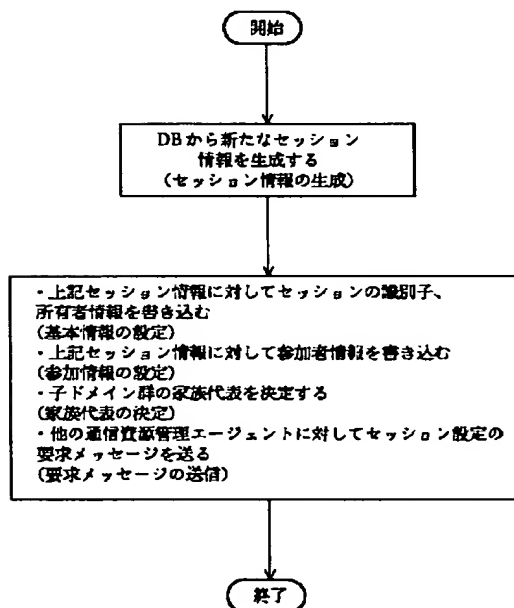 開始
DBから新たなセッション
情報を生成する
(セッション情報の生成)
・上記セッション情報に対してセッションの識別子、
所有者情報を書き込む
(基本情報の設定)
・上記セッション情報に対して参加者情報を書き込む
(参加情報の設定)
・子ドメイン群の家族代表を決定する
(家族代表の決定)
・他の通信資源管理エージェントに対してセッション設定の
要求メッセージを送る
(要求メッセージの送信)
終了